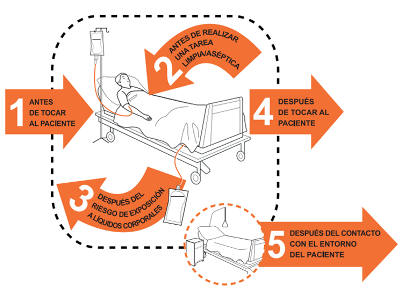 1
ANTES
DE TOCAR
AL PACIENTE
2
ANTES DE REALIZAR
UNA TAREA
LIMPIA/ASÉPTICA
3
DESPUÉS DEL
RIESGO DE EXPOSICIÓN
A LÍQUIDOS CORPORALES
4
DESPUÉS
DE TOCAR AL
PACIENTE
5
DESPUÉS DEL CONTACTO
CON EL ENTORNO
DEL PACIENTE